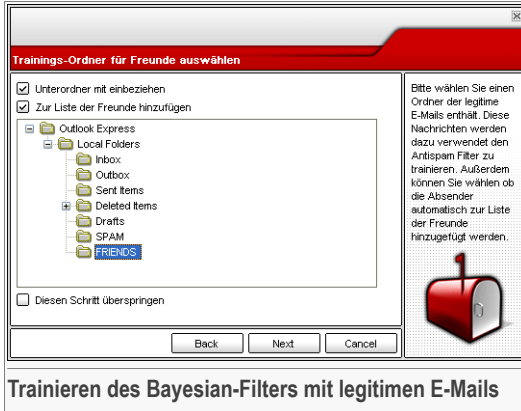 Trainings-Ordner für Freunde auswählen
Unterordner mit einbeziehen
Zur Liste der Freunde hinzufügen
Outlook Express
Local Folders
Inbox
Outbox
Sent Items
Deleted Items
Drafts
SPAM
FRIENDS
Diesen Schritt überspringen
Back
Next
Cancel
Bitte wählen Sie einen
Ordner der legitime
E-Mails enthält. Diese
Nachrichten werden
dazu verwendet den
Antispam Filter zu
trainieren. Außerdem
können Sie wählen ob
die Absender
automatisch zur Liste
der Freunde
hinzugefügt werden.
Trainieren des Bayesian-Filters mit legitimen E-Mails